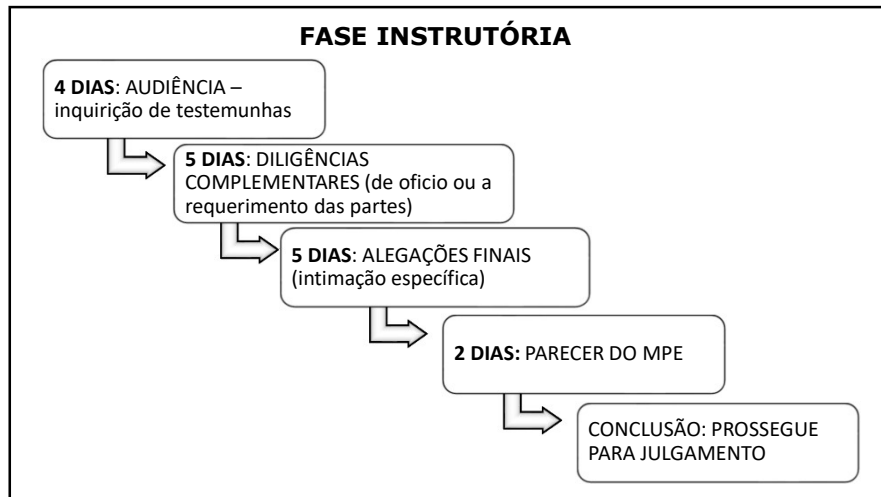 FASE INSTRUTÓRIA
4 DIAS: AUDIÊNCIA –
inquirição de testemunhas
5 DIAS: DILIGÊNCIAS
COMPLEMENTARES (de oficio ou a
requerimento das partes)
5 DIAS: ALEGAÇÕES FINAIS
(intimação específica)
2 DIAS: PARECER DO MPE
CONCLUSÃO: PROSSEGUE
PARA JULGAMENTO